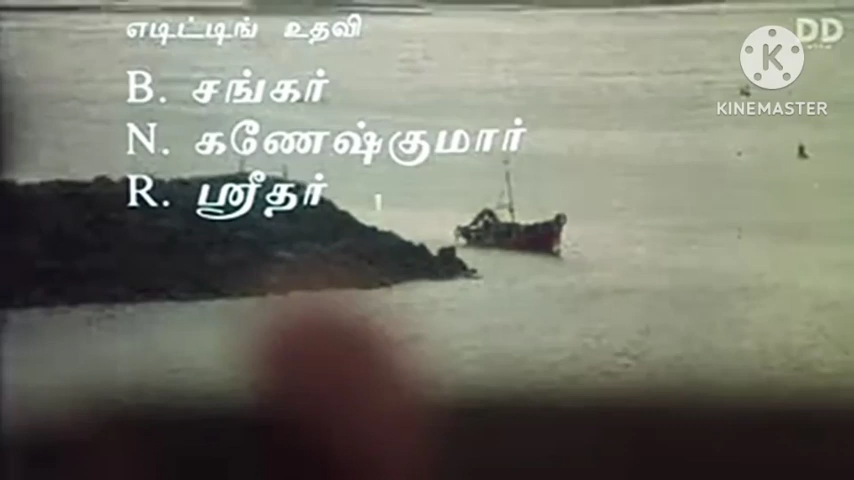 எடிட்டிங் உதவி
B. சங்கர்
N. கணேஷ்குமார்
R. ஸ்ரீதர்
DD
KINEMASTER